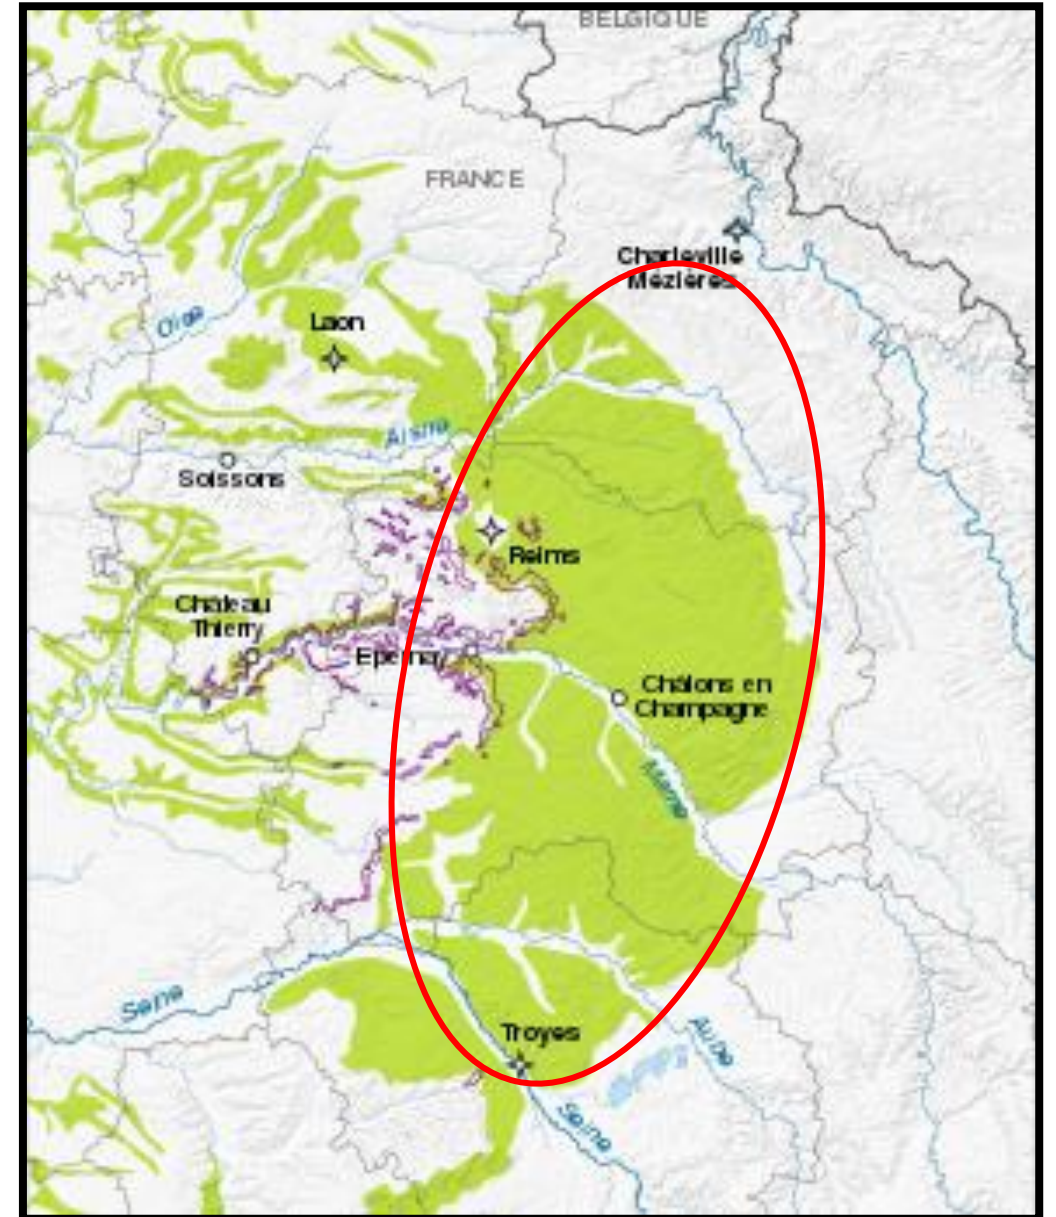 BELGIQUE
FRANCE
Charleville
Mézières
Oise
Laon
Aisne
Soissons
Reims
Château
Thierry
Epernay
Châlons en
Champagne
Marne
Seine
Troyes
Aube
Seine